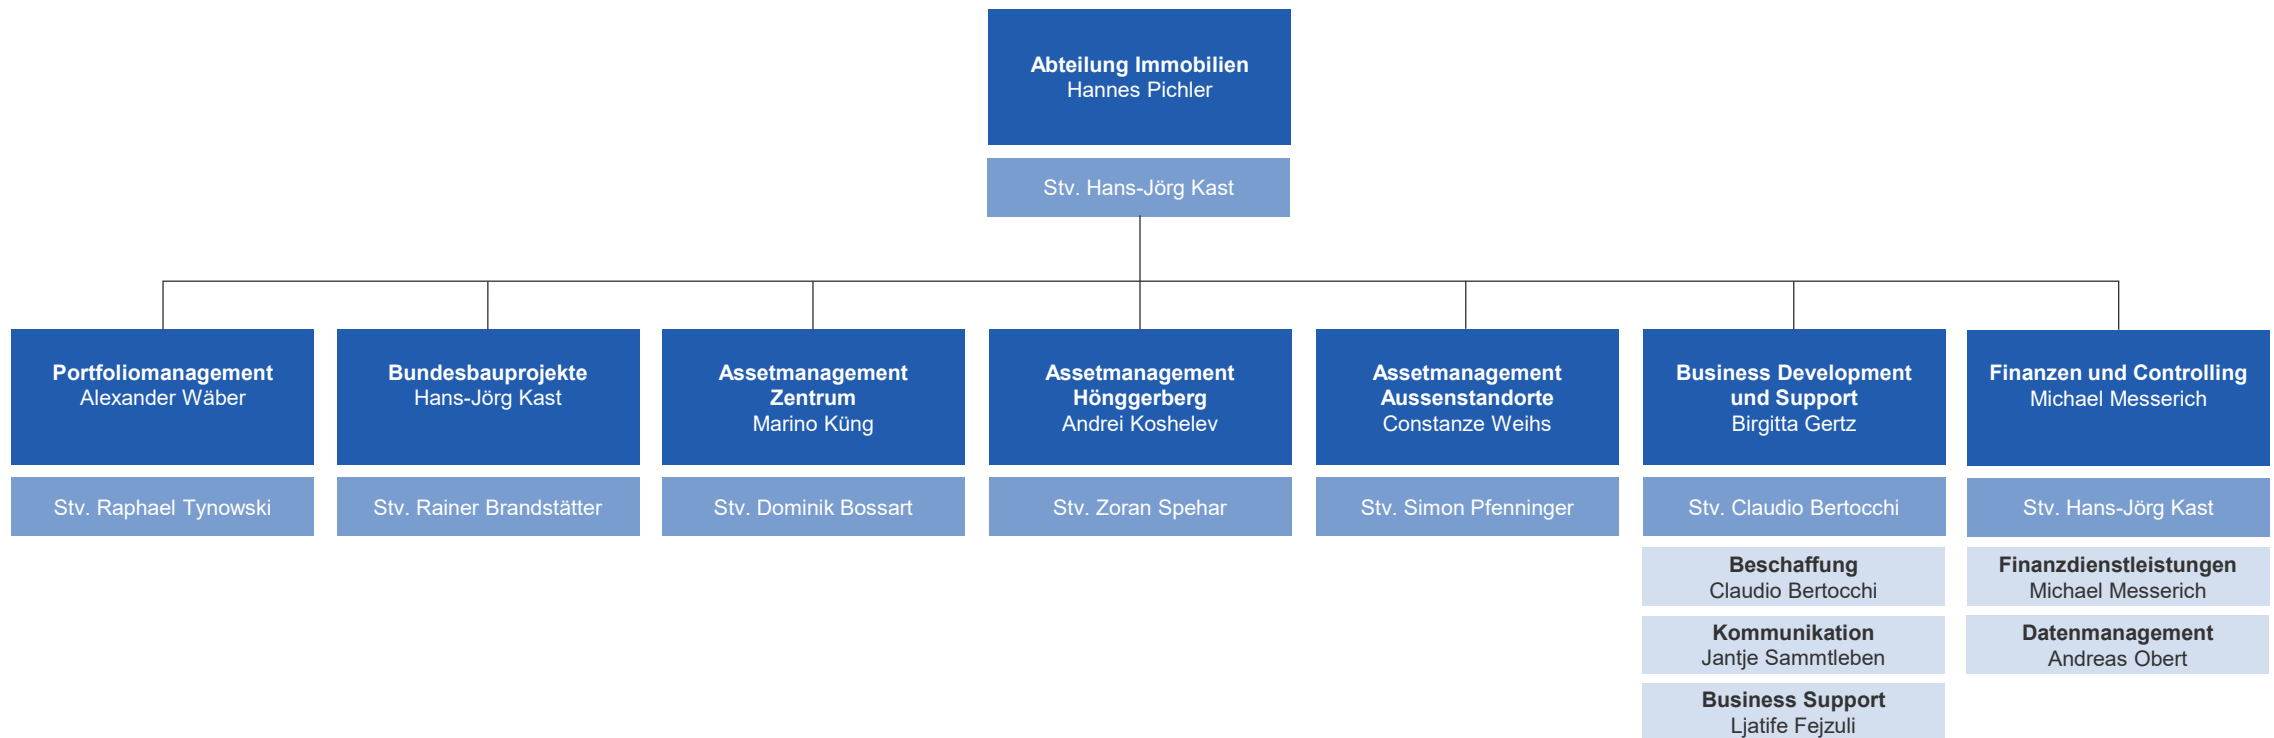 Abteilung Immobilien
Hannes Pichler
Stv. Hans-Jörg Kast
Portfoliomanagement
Alexander Wäber
Stv. Raphael Tynowski
Bundesbauprojekte
Hans-Jörg Kast
Stv. Rainer Brandstätter
Assetmanagement
Zentrum
Marino Küng
Stv. Dominik Bossart
Assetmanagement
Hönggerberg
Andrei Koshelev
Stv. Zoran Spehar
Assetmanagement
Aussenstandorte
Constanze Weihs
Stv. Simon Pfenninger
Business Development
und Support
Birgitta Gertz
Stv. Claudio Bertocchi
Beschaffung
Claudio Bertocchi
Kommunikation
Jantje Sammtleben
Business Support
Ljatife Fejzuli
Finanzen und Controlling
Michael Messerich
Stv. Hans-Jörg Kast
Finanzdienstleistungen
Michael Messerich
Datenmanagement
Andreas Obert